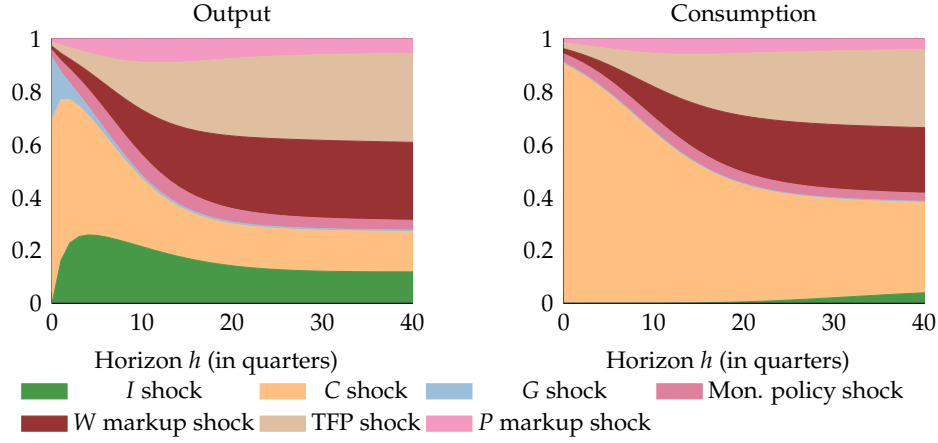 Output
Consumption
1
0.8
0.6
0.4
0.2
0
0 10 20 30 40
Horizon h (in quarters)
1
0.8
0.6
0.4
0.2
0
0 10 20 30 40
Horizon h (in quarters)
I shock C shock G shock Mon. policy shock
W markup shock TFP shock P markup shock